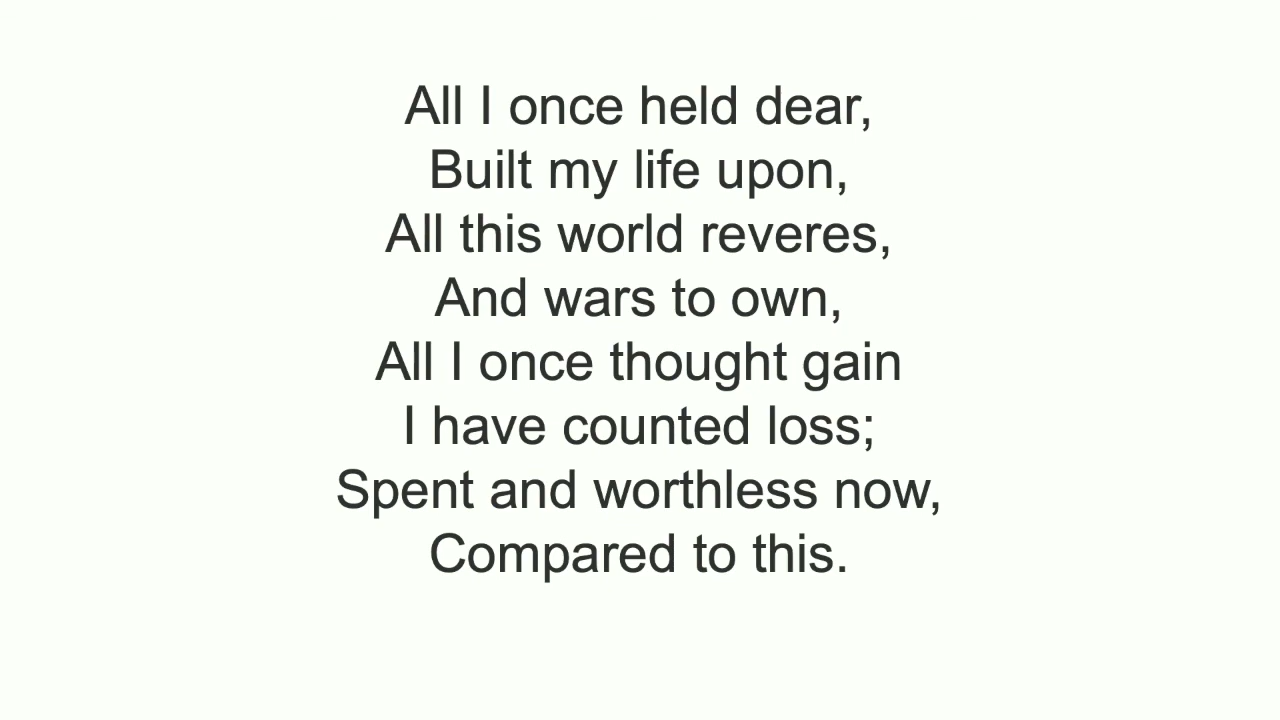 All I once held dear,
Built my life upon,
All this world reveres,
And wars to own,
All I once thought gain
I have counted loss;
Spent and worthless now,
Compared to this.